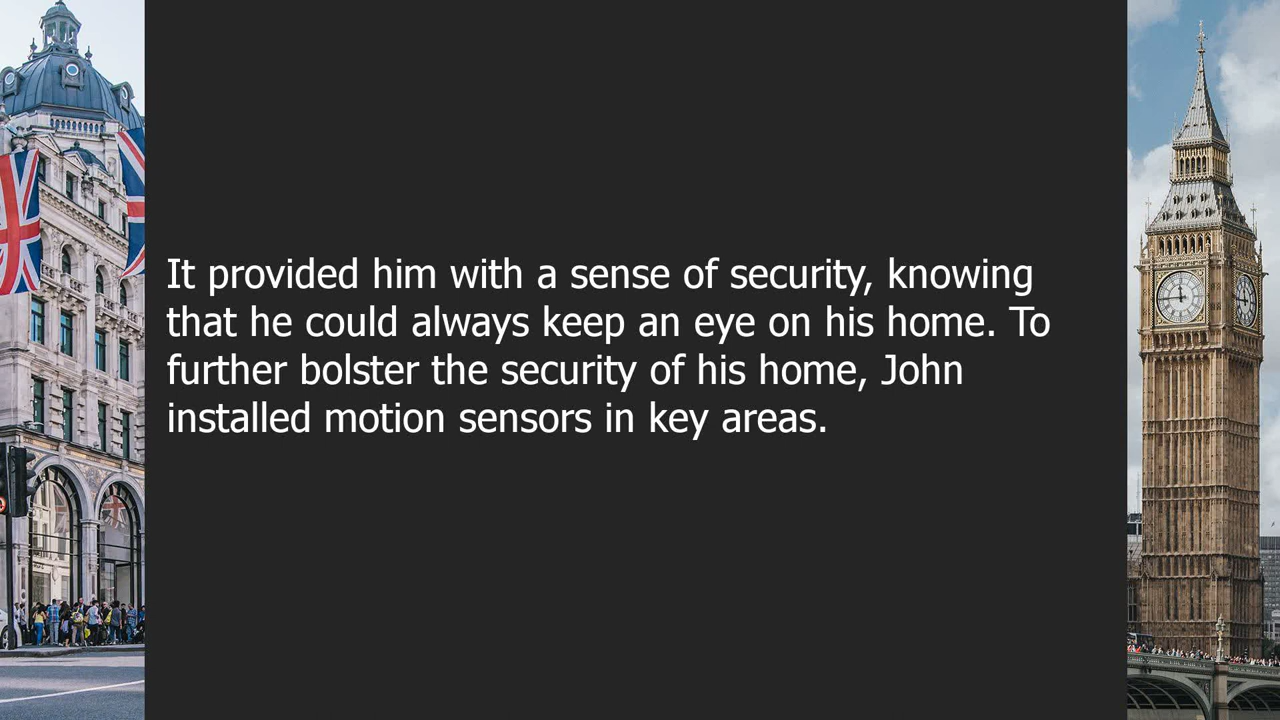 It provided him with a sense of security, knowing
that he could always keep an eye on his home. To
further bolster the security of his home, John
installed motion sensors in key areas.